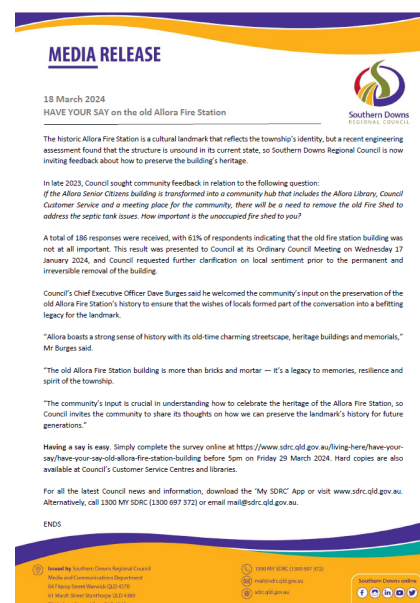 MEDIA RELEASE
Southern Downs
REGIONAL COUNCIL
18 March 2024
HAVE YOUR SAY on the old Allora Fire Station
The historic Allora Fire Station is a cultural landmark that reflects the township's identity, but a recent engineering
assessment found that the structure is unsound in its current state, so Southern Downs Regional Council is now
inviting feedback about how to preserve the building's heritage.
In late 2023, Council sought community feedback in relation to the following question:
If the Allora Senior Citizens building is transformed into a community hub that includes the Allora Library, Council
Customer Service and a meeting place for the community, there will be a need to remove the old Fire Shed to
address the septic tank issues. How important is the unoccupied fire shed to you?
A total of 186 responses were received, with 61% of respondents indicating that the old fire station building was
not at all important. This result was presented to Council at its Ordinary Council Meeting on Wednesday 17
January 2024, and Council requested further clarification on local sentiment prior to the permanent and
irreversible removal of the building.
Council's Chief Executive Officer Dave Burges said he welcomed the community's input on the preservation of the
old Allora Fire Station's history to ensure that the wishes of locals formed part of the conversation into a befitting
legacy for the landmark.
"Allora boasts a strong sense of history with its old-time charming streetscape, heritage buildings and memorials,"
Mr Burges said.
"The old Allora Fire Station building is more than bricks and mortar — it's a legacy to memories, resilience and
spirit of the township.
"The community's input is crucial in understanding how to celebrate the heritage of the Allora Fire Station, so
Council invites the community to share its thoughts on how we can preserve the landmark's history for future
generations."
Having a say is easy. Simply complete the survey online at https://www.sdrc.qld.gov.au/living-here/have-your-
say/have-your-say-old-allora-fire-station-building before 5pm on Friday 29 March 2024. Hard copies are also
available at Council's Customer Service Centres and libraries.
For all the latest Council news and information, download the 'My SDRC' App or visit www.sdrc.qld.gov.au.
Alternatively, call 1300 MY SDRC (1300 697 372) or email mail@sdrc.qld.gov.au.
ENDS
Issued by Southern Downs Regional Council
Media and Communications Department
64 Fitzroy Street Warwick QLD 4370
61 Marsh Street Stanthorpe QLD 4380
1300 MY SDRC (1300 697 372)
mail@sdrc.qld.gov.au
sdrc.qld.gov.au
Southern Downs online